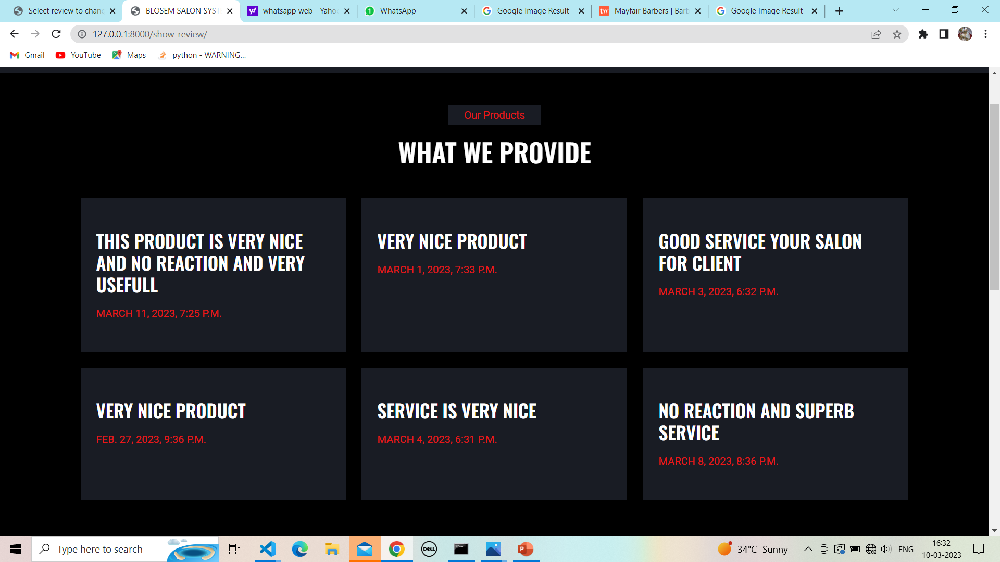 Select review to chang
BLOSEM SALON SYST
whatsapp web - Yaho
1
WhatsApp
Google Image Result
tw
Mayfair Barbers | Barb
Google Image Result
127.0.0.1:8000/show_review/
Gmail
YouTube
Maps
python - WARNING...
Our Products
WHAT WE PROVIDE
THIS PRODUCT IS VERY NICE
AND NO REACTION AND VERY
USEFULL
MARCH 11, 2023, 7:25 P.M.
VERY NICE PRODUCT
MARCH 1, 2023, 7:33 P.M.
GOOD SERVICE YOUR SALON
FOR CLIENT
MARCH 3, 2023, 6:32 P.M.
VERY NICE PRODUCT
FEB. 27, 2023, 9:36 P.M.
SERVICE IS VERY NICE
MARCH 4, 2023, 6:31 P.M.
NO REACTION AND SUPERB
SERVICE
MARCH 8, 2023, 8:36 P.M.
Type here to search
DELL
34°C Sunny
ENG
16:32
10-03-2023